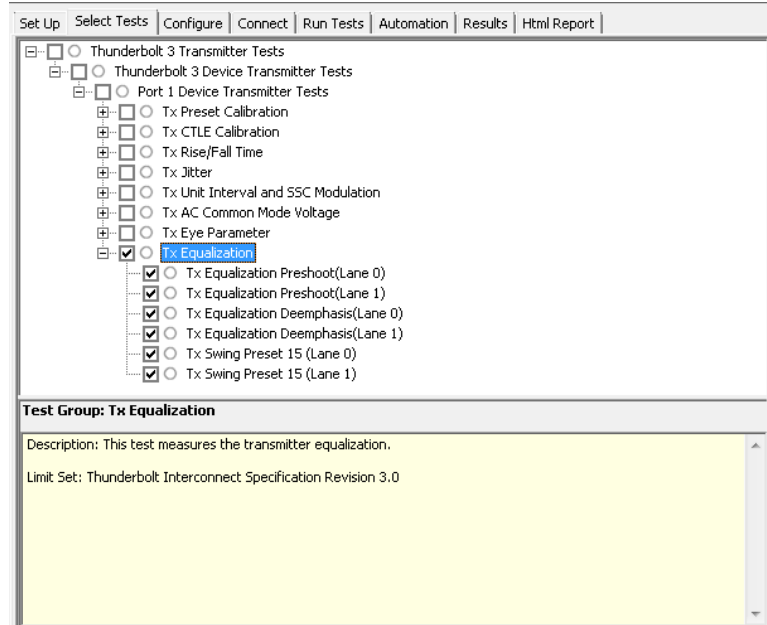 Set Up Select Tests Configure Connect Run Tests Automation Results Html Report
Thunderbolt 3 Transmitter Tests
Thunderbolt 3 Device Transmitter Tests
Port 1 Device Transmitter Tests
Tx Preset Calibration
Tx CTLE Calibration
Tx Rise/Fall Time
Tx Jitter
Tx Unit Interval and SSC Modulation
Tx AC Common Mode Voltage
Tx Eye Parameter
Tx Equalization
Tx Equalization Preshoot(Lane 0)
Tx Equalization Preshoot(Lane 1)
Tx Equalization Deemphasis(Lane 0)
Tx Equalization Deemphasis(Lane 1)
Tx Swing Preset 15 (Lane 0)
Tx Swing Preset 15 (Lane 1)
Test Group: Tx Equalization
Description: This test measures the transmitter equalization.
Limit Set: Thunderbolt Interconnect Specification Revision 3.0